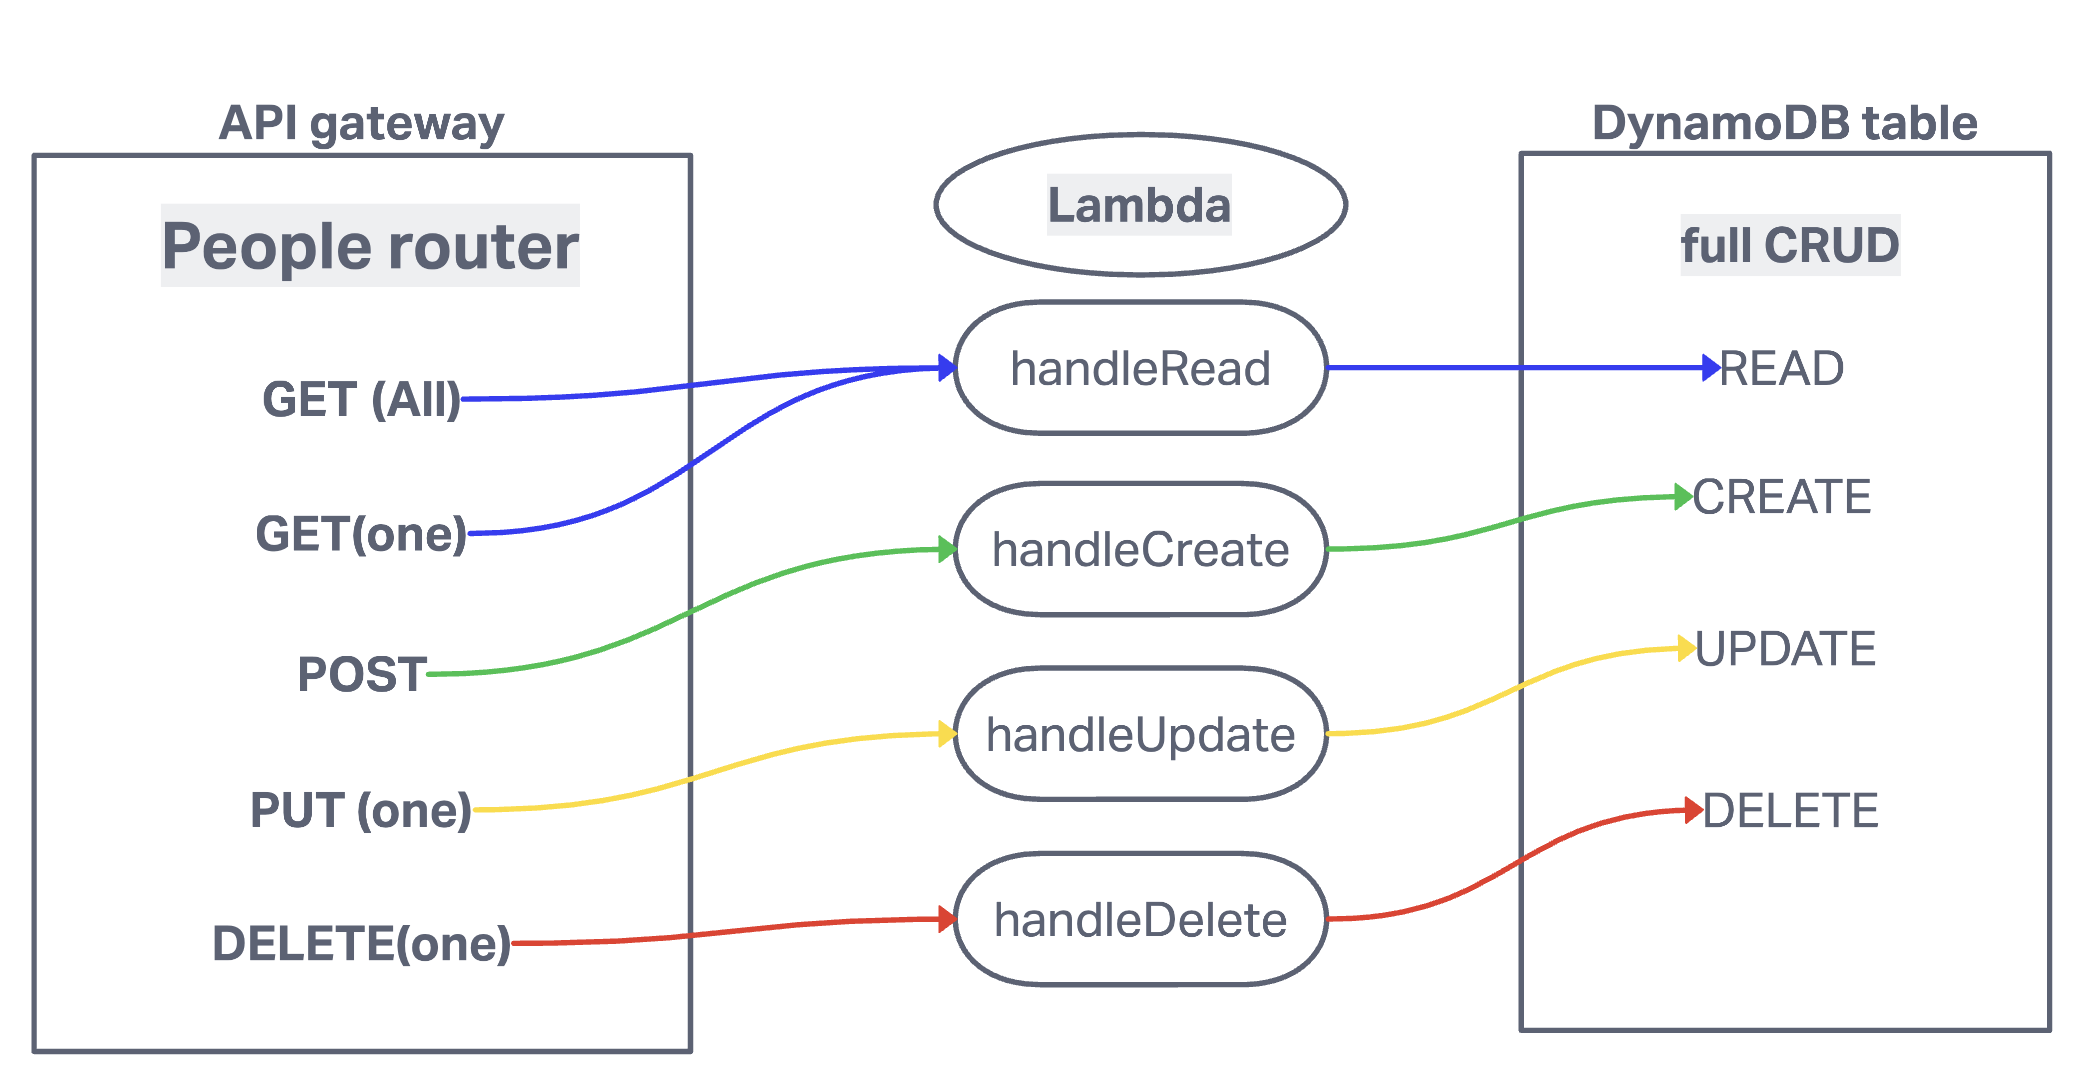 API gateway
People router
GET (All)
GET(one)
POST
PUT (one)
DELETE(one)
Lambda
handleRead
handleCreate
handleUpdate
handleDelete
DynamoDB table
full CRUD
READ
CREATE
UPDATE
DELETE